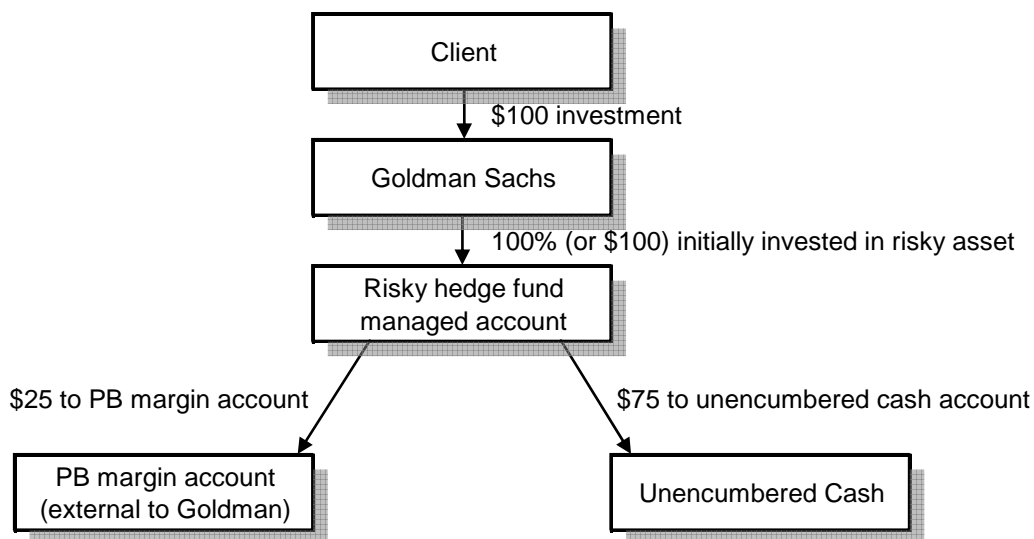 Client
$100 investment
Goldman Sachs
100% (or $100) initially invested in risky asset
Risky hedge fund
managed account
$25 to PB margin account
$75 to unencumbered cash account
PB margin account
(external to Goldman)
Unencumbered Cash